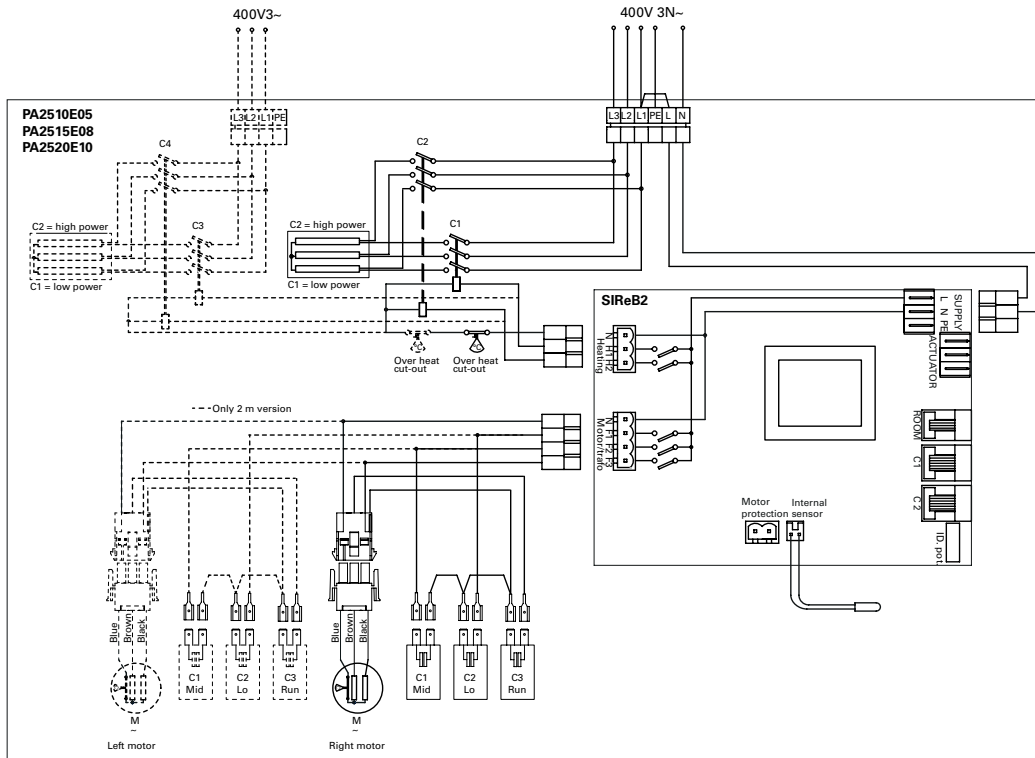 400V3~
400V 3N~
PA2510E05
PA2515E08
PA2520E10
L3 L2 L1 PE
L3 L2 L1 PE L N
C4
C2
C3
C1
C2 = high power
C1 = low power
C2 = high power
C1 = low power
°C
°C
Over heat
cut-out
Over heat
cut-out
SIReB2
N H1 H2
Heating
L N PE
SUPPLY
ACTUATOR
- - - Only 2 m version
N F1 F2 F3
Motor/trafo
ROOM
C1
C 2
ID. pot.
Motor
protection
Internal
sensor
Blue
Brown
Black
C1
Mid
C2
Lo
C3
Run
Blue
Brown
Black
C1
Mid
C2
Lo
C3
Run
M
~
Left motor
M
~
Right motor